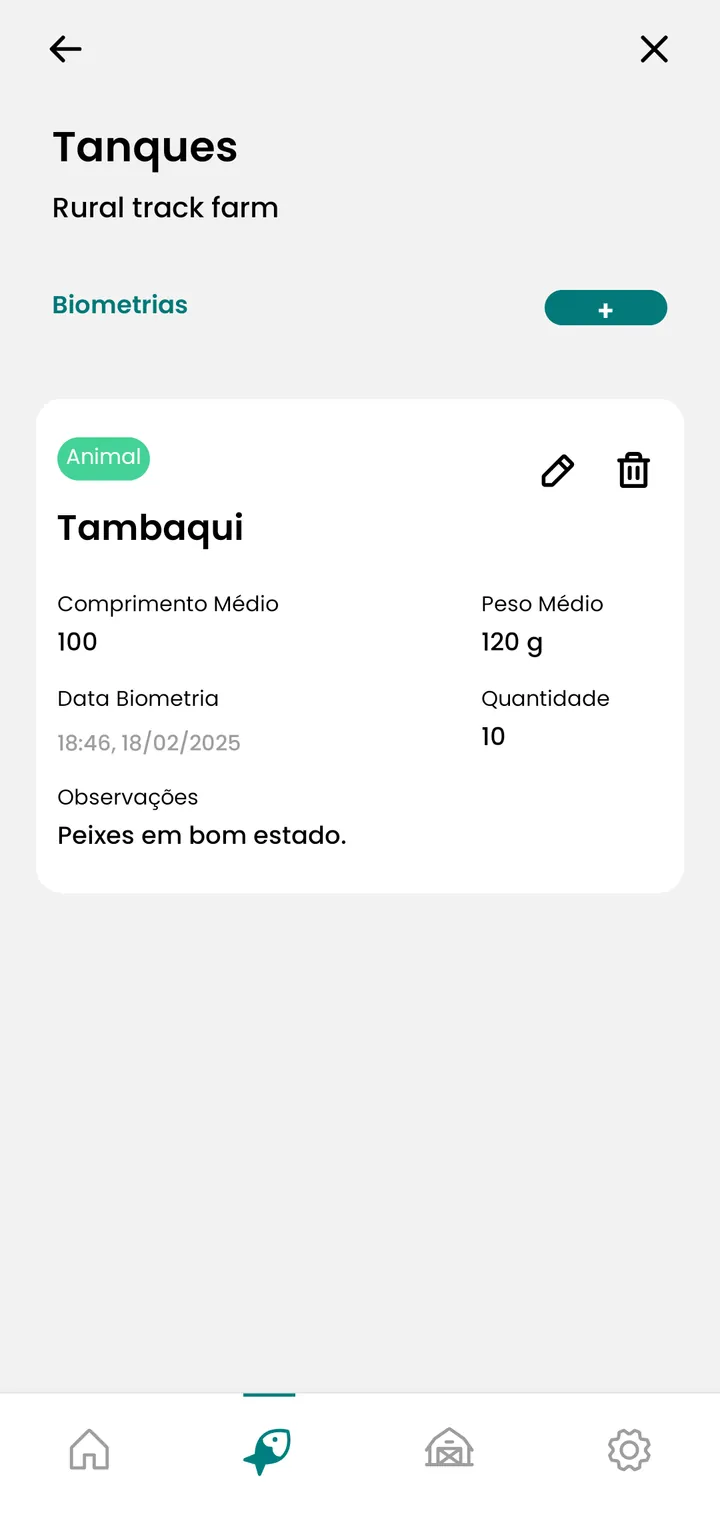 Tanques
Rural track farm
Biometrias
+
Animal
Tambaqui
Comprimento Médio
Peso Médio
100
120 g
Data Biometria
Quantidade
18:46, 18/02/2025
10
Observações
Peixes em bom estado.